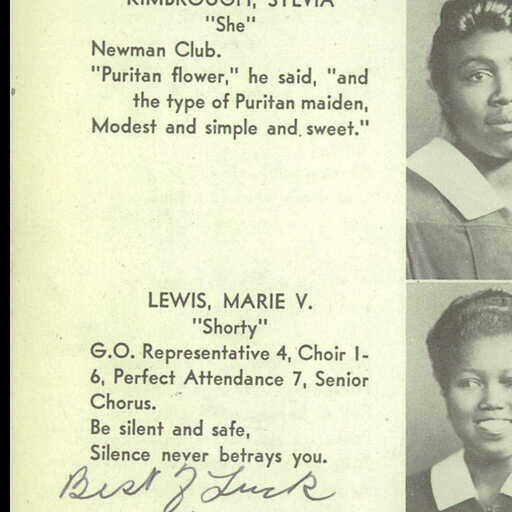 KIMBROUGH, SYLVIA
"She"
Newman Club.
"Puritan flower," he said, "and
the type of Puritan maiden,
Modest and simple and sweet."
LEWIS, MARIE V.
"Shorty"
G.O. Representative 4, Choir 1-
6, Perfect Attendance 7, Senior
Chorus.
Be silent and safe,
Silence never betrays you.
Best of Luck